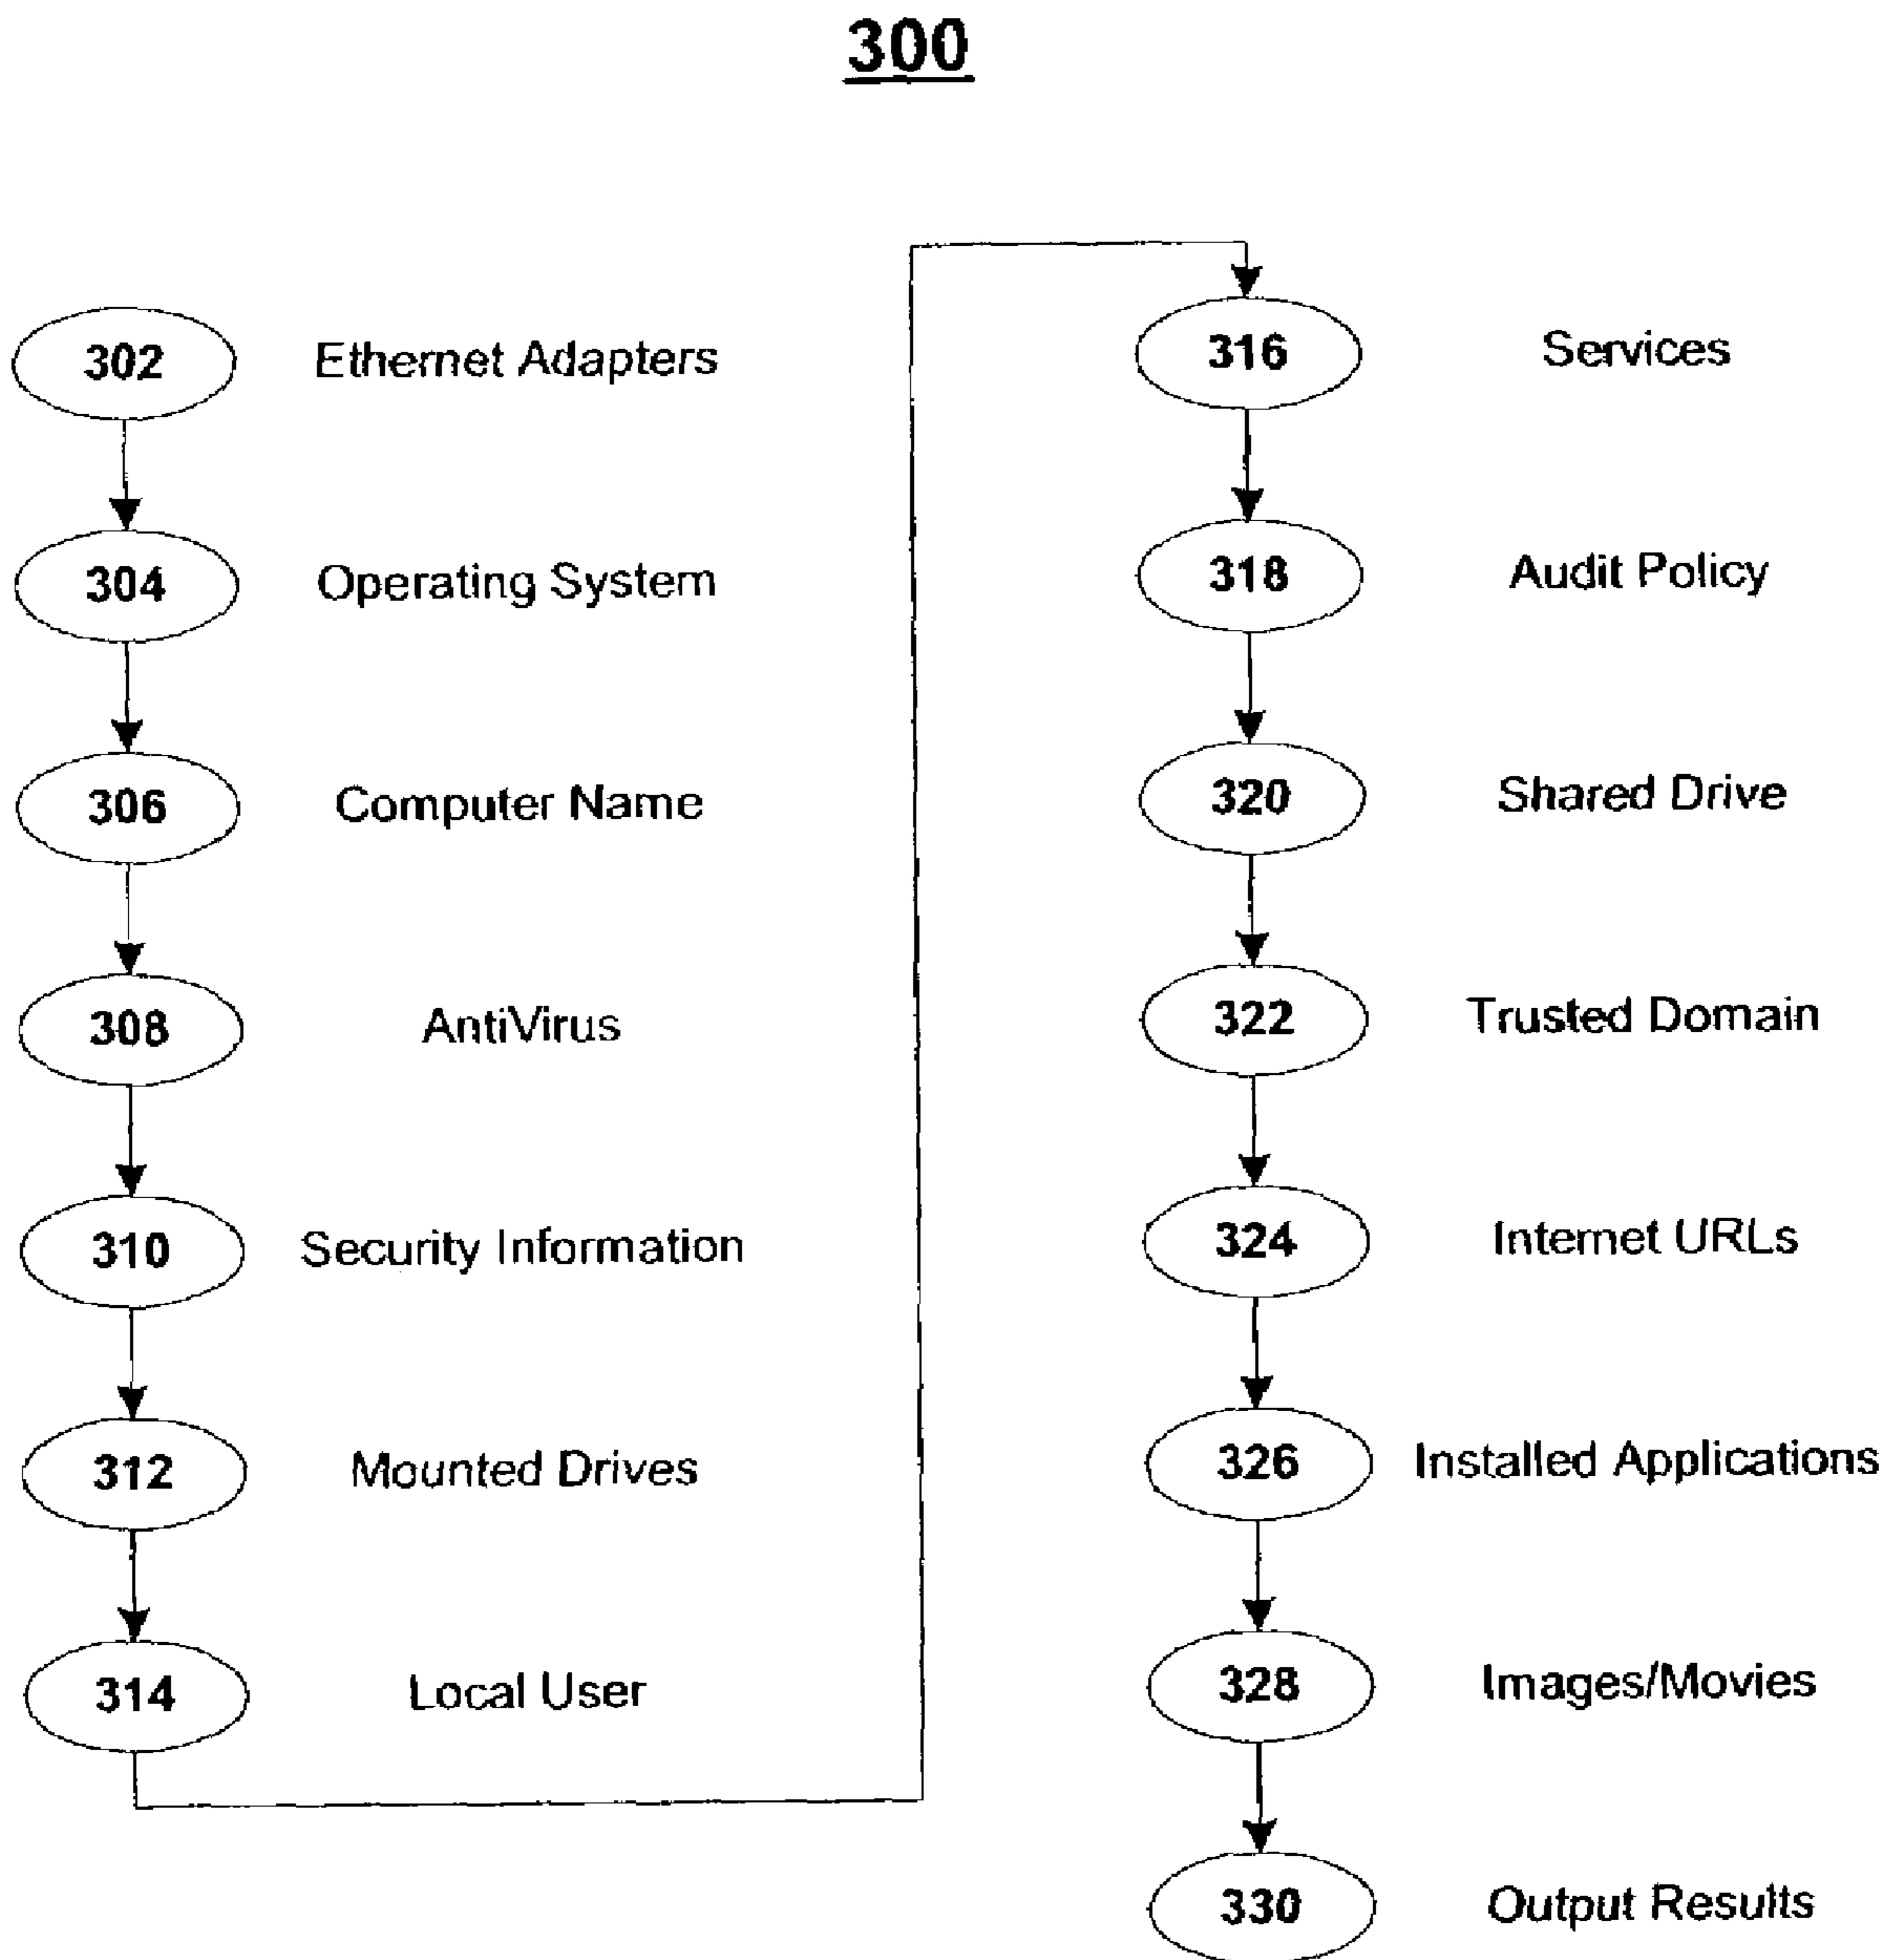 300
302 Ethernet Adapters
304 Operating System
306 Computer Name
308 AntiVirus
310 Security Information
312 Mounted Drives
314 Local User
316 Services
318 Audit Policy
320 Shared Drive
322 Trusted Domain
324 Internet URLs
326 Installed Applications
328 Images/Movies
330 Output Results